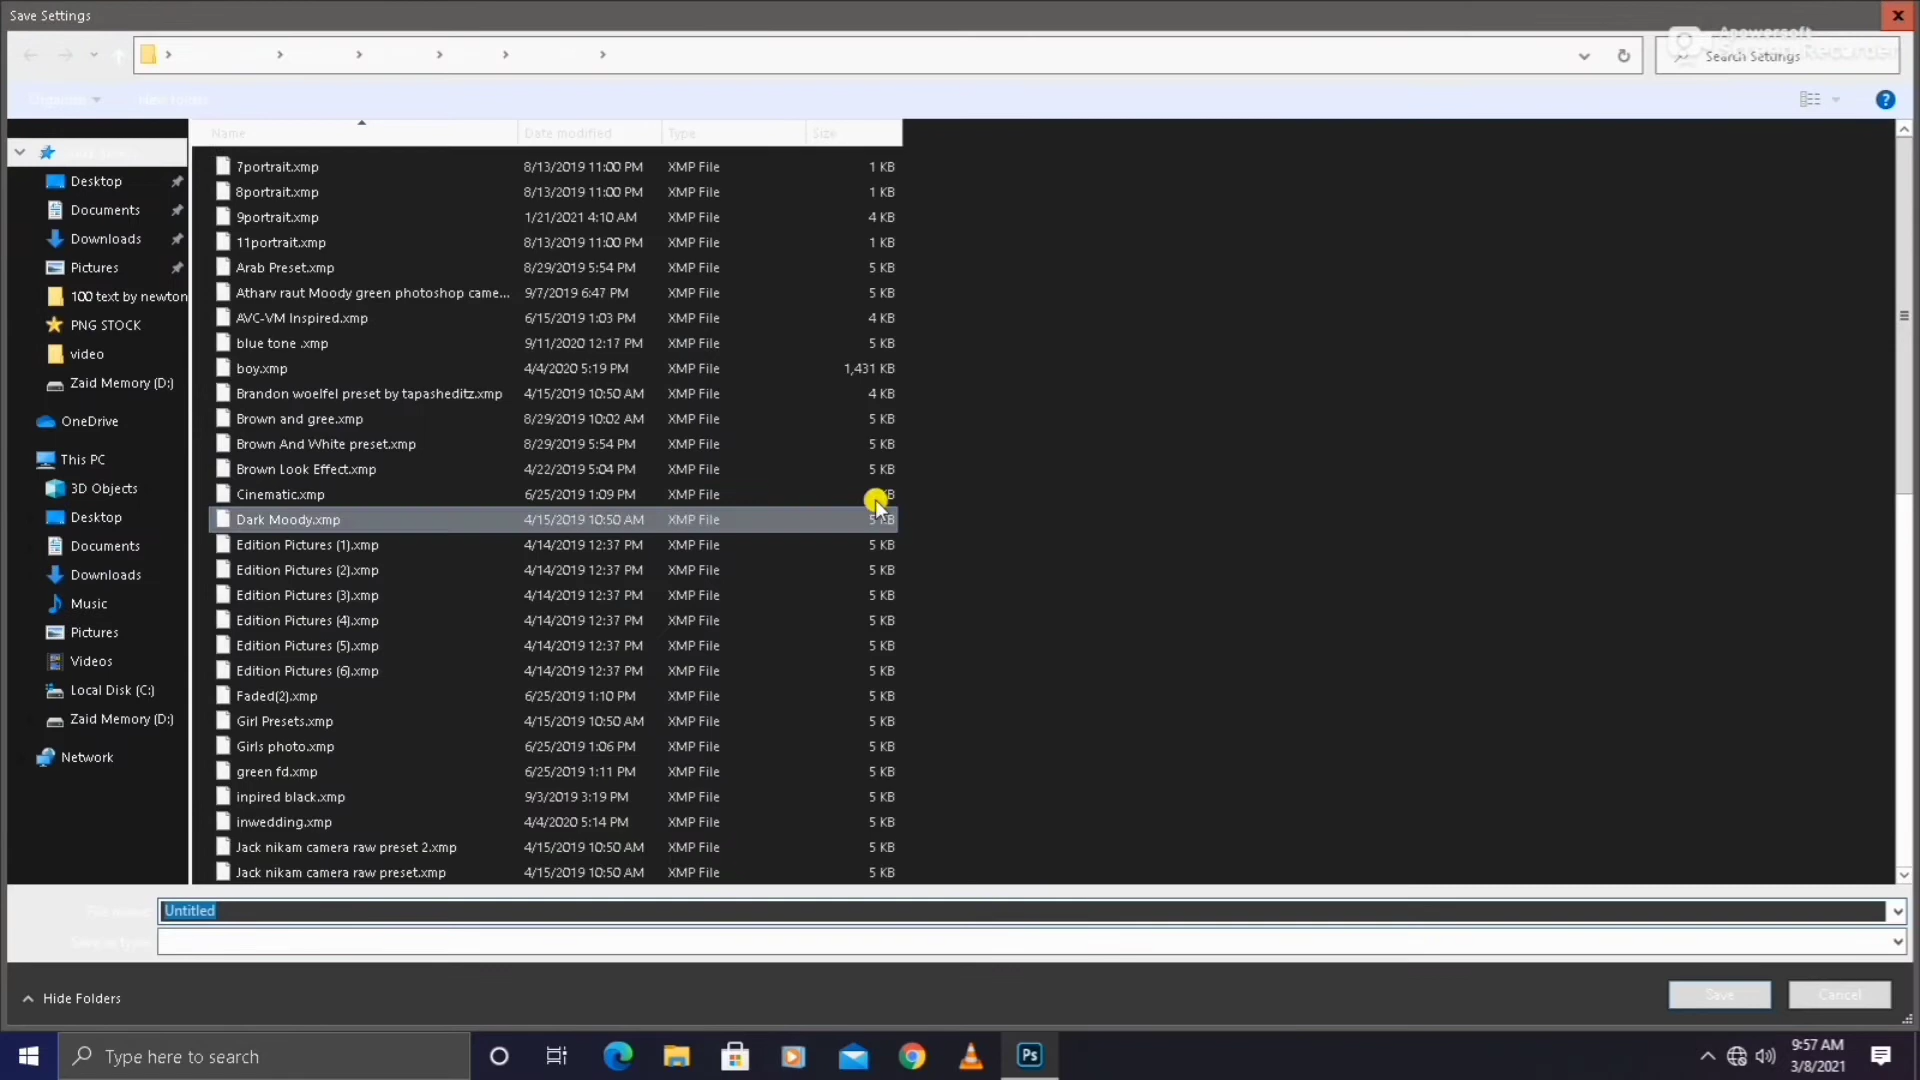 Save Settings
Apowersoft
Screen Recorder
Search Settings
Organize
New folder
Name Date modified Type Size
Desktop
Documents
Downloads
Pictures
100 text by newton
PNG STOCK
video
Zaid Memory (D:)
OneDrive
This PC
3D Objects
Desktop
Documents
Downloads
Music
Pictures
Videos
Local Disk (C:)
Zaid Memory (D:)
Network
7portrait.xmp 8/13/2019 11:00 PM XMP File 1 KB
8portrait.xmp 8/13/2019 11:00 PM XMP File 1 KB
9portrait.xmp 1/21/2021 4:10 AM XMP File 4 KB
11portrait.xmp 8/13/2019 11:00 PM XMP File 1 KB
Arab Preset.xmp 8/29/2019 5:54 PM XMP File 5 KB
Atharv raut Moody green photoshop came... 9/7/2019 6:47 PM XMP File 5 KB
AVC-VM Inspired.xmp 6/15/2019 1:03 PM XMP File 4 KB
blue tone .xmp 9/11/2020 12:17 PM XMP File 5 KB
boy.xmp 4/4/2020 5:19 PM XMP File 1,431 KB
Brandon woelfel preset by tapasheditz.xmp 4/15/2019 10:50 AM XMP File 4 KB
Brown and gree.xmp 8/29/2019 10:02 AM XMP File 5 KB
Brown And White preset.xmp 8/29/2019 5:54 PM XMP File 5 KB
Brown Look Effect.xmp 4/22/2019 5:04 PM XMP File 5 KB
Cinematic.xmp 6/25/2019 1:09 PM XMP File
Dark Moody.xmp 4/15/2019 10:50 AM XMP File 5 KB
Edition Pictures (1).xmp 4/14/2019 12:37 PM XMP File 5 KB
Edition Pictures (2).xmp 4/14/2019 12:37 PM XMP File 5 KB
Edition Pictures (3).xmp 4/14/2019 12:37 PM XMP File 5 KB
Edition Pictures (4).xmp 4/14/2019 12:37 PM XMP File 5 KB
Edition Pictures (5).xmp 4/14/2019 12:37 PM XMP File 5 KB
Edition Pictures (6).xmp 4/14/2019 12:37 PM XMP File 5 KB
Faded(2).xmp 6/25/2019 1:10 PM XMP File 5 KB
Girl Presets.xmp 4/15/2019 10:50 AM XMP File 5 KB
Girls photo.xmp 6/25/2019 1:06 PM XMP File 5 KB
green fd.xmp 6/25/2019 1:11 PM XMP File 5 KB
inpired black.xmp 9/3/2019 3:19 PM XMP File 5 KB
inwedding.xmp 4/4/2020 5:14 PM XMP File 5 KB
Jack nikam camera raw preset 2.xmp 4/15/2019 10:50 AM XMP File 5 KB
Jack nikam camera raw preset.xmp 4/15/2019 10:50 AM XMP File 5 KB
File name: Untitled
Save as type:
Hide Folders
Save Cancel
Type here to search
Ps
9:57 AM
3/8/2021